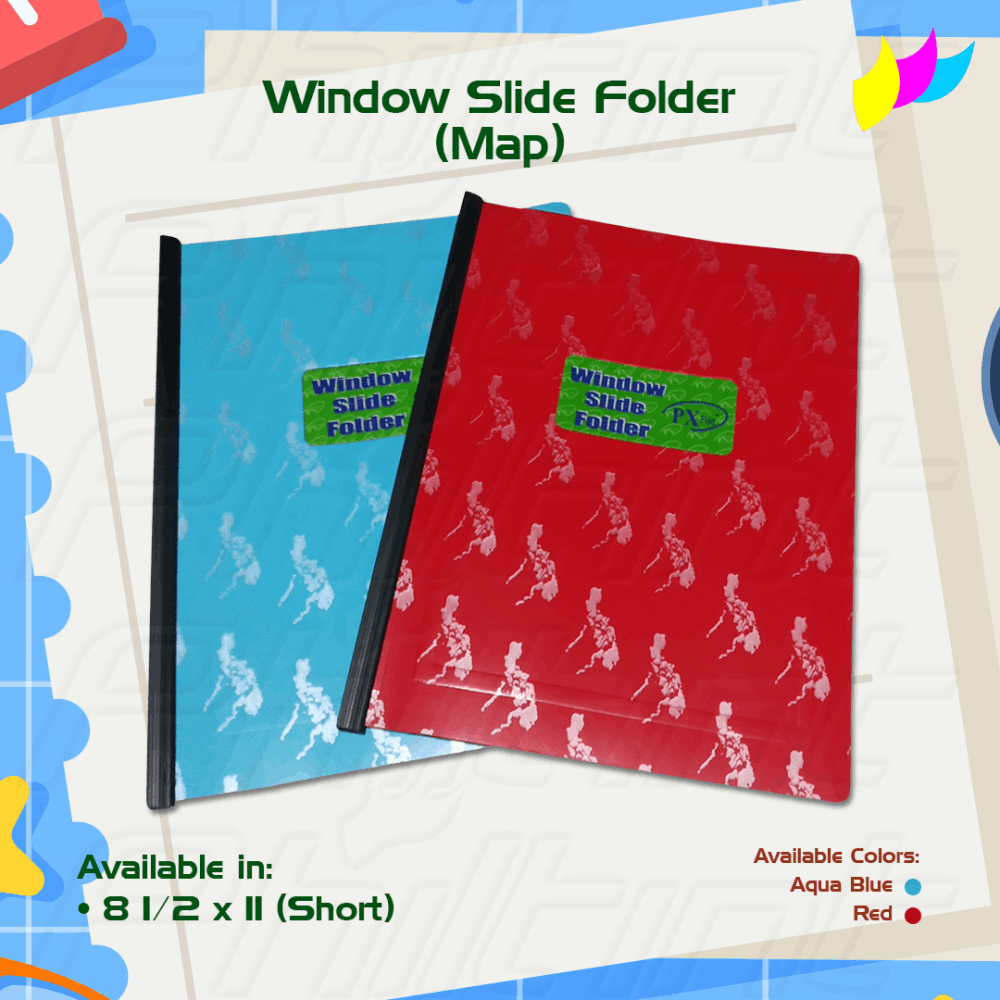 Window Slide Folder
(Map)
Window
Slide
Folder
Window
Slide
Folder
PX
Available in:
• 8 1/2 x 11 (Short)
Available Colors:
Aqua Blue
Red